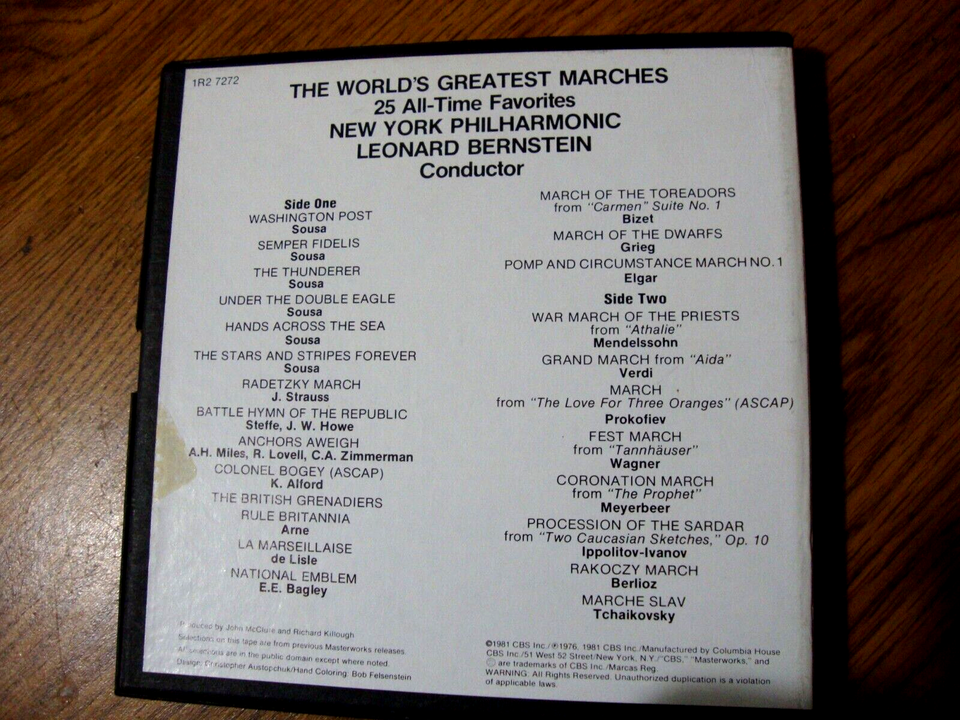 1R2 7272
THE WORLD'S GREATEST MARCHES
25 All-Time Favorites
NEW YORK PHILHARMONIC
LEONARD BERNSTEIN
Conductor
Side One
WASHINGTON POST
Sousa
SEMPER FIDELIS
Sousa
THE THUNDERER
Sousa
UNDER THE DOUBLE EAGLE
Sousa
HANDS ACROSS THE SEA
Sousa
THE STARS AND STRIPES FOREVER
Sousa
RADETZKY MARCH
J. Strauss
BATTLE HYMN OF THE REPUBLIC
Steffe, J. W. Howe
ANCHORS AWEIGH
A.H. Miles, R. Lovell, C.A. Zimmerman
COLONEL BOGEY (ASCAP)
K. Alford
THE BRITISH GRENADIERS
RULE BRITANNIA
Arne
LA MARSEILLAISE
de Lisle
NATIONAL EMBLEM
E.E. Bagley
Produced by John McClure and Richard Killough
Selections on this tape are from previous Masterworks releases.
All selections are in the public domain except where noted.
Design: Christopher Austopchuk/Hand Coloring: Bob Felsenstein
MARCH OF THE TOREADORS
from "Carmen" Suite No. 1
Bizet
MARCH OF THE DWARFS
Grieg
POMP AND CIRCUMSTANCE MARCH NO. 1
Elgar
Side Two
WAR MARCH OF THE PRIESTS
from "Athalie"
Mendelssohn
GRAND MARCH from "Aida"
Verdi
MARCH
from "The Love For Three Oranges" (ASCAP)
Prokofiev
FEST MARCH
from "Tannhäuser"
Wagner
CORONATION MARCH
from "The Prophet"
Meyerbeer
PROCESSION OF THE SARDAR
from "Two Caucasian Sketches," Op. 10
Ippolitov-Ivanov
RAKOCZY MARCH
Berlioz
MARCHE SLAV
Tchaikovsky
©1981 CBS Inc./℗1976, 1981 CBS Inc./Manufactured by Columbia House
CBS Inc./51 West 52 Street/New York, N.Y./"CBS," "Masterworks," and
are trademarks of CBS Inc./Marcas Reg.
WARNING: All Rights Reserved. Unauthorized duplication is a violation
of applicable laws.